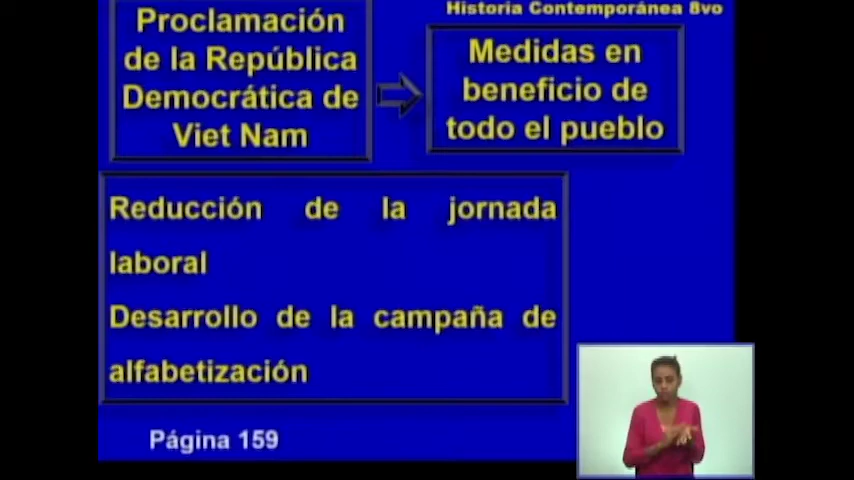 Historia Contemporánea 8vo
Proclamación
de la República
Democrática de
Viet Nam
Medidas en
beneficio de
todo el pueblo
Reducción de la jornada
laboral
Desarrollo de la campaña de
alfabetización
Página 159